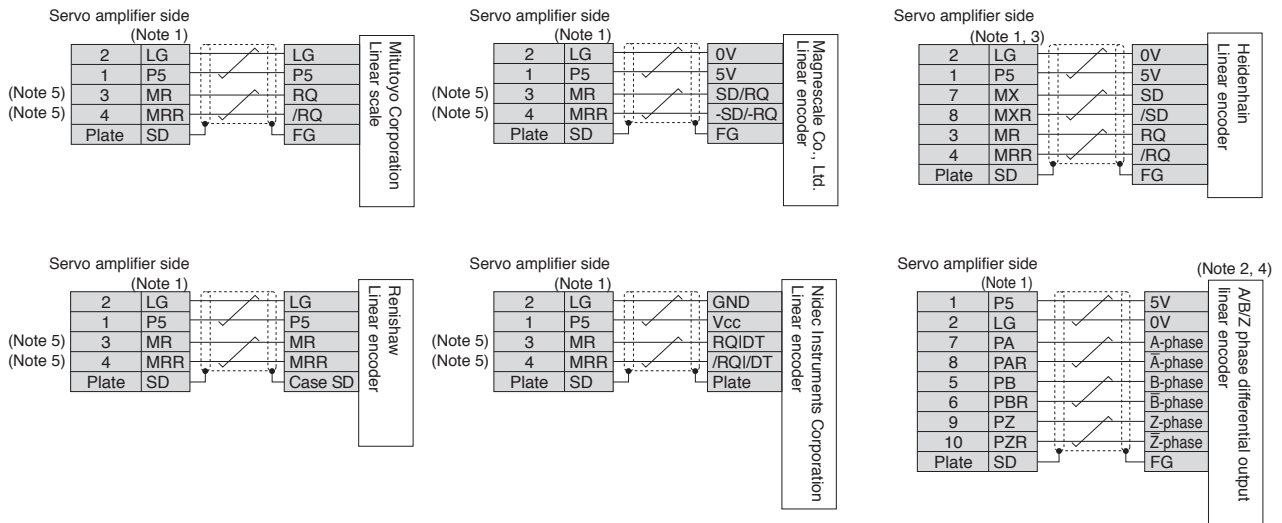 Servo amplifier side
(Note 1)
2 LG LG
1 P5 P5
(Note 5) 3 MR RQ
(Note 5) 4 MRR /RQ
Plate SD FG
Mitutoyo Corporation
Linear scale
Servo amplifier side
(Note 1)
2 LG 0V
1 P5 5V
(Note 5) 3 MR SD/RQ
(Note 5) 4 MRR -SD/-RQ
Plate SD FG
Magnescale Co., Ltd.
Linear encoder
Servo amplifier side
(Note 1, 3)
2 LG 0V
1 P5 5V
7 MX SD
8 MXR /SD
3 MR RQ
4 MRR /RQ
Plate SD FG
Heidenhain
Linear encoder
Servo amplifier side
(Note 1)
2 LG LG
1 P5 P5
(Note 5) 3 MR MR
(Note 5) 4 MRR MRR
Plate SD Case SD
Renishaw
Linear encoder
Servo amplifier side
(Note 1)
2 LG GND
1 P5 Vcc
(Note 5) 3 MR RQ|DT
(Note 5) 4 MRR /RQ|/DT
Plate SD Plate
Nidec Instruments Corporation
Linear encoder
Servo amplifier side
(Note 1)
(Note 2, 4)
1 P5 5V
2 LG 0V
7 PA A-phase
8 PAR A̅-phase
5 PB B-phase
6 PBR B̅-phase
9 PZ Z-phase
10 PZR Z̅-phase
Plate SD FG
A/B/Z phase differential output
linear encoder